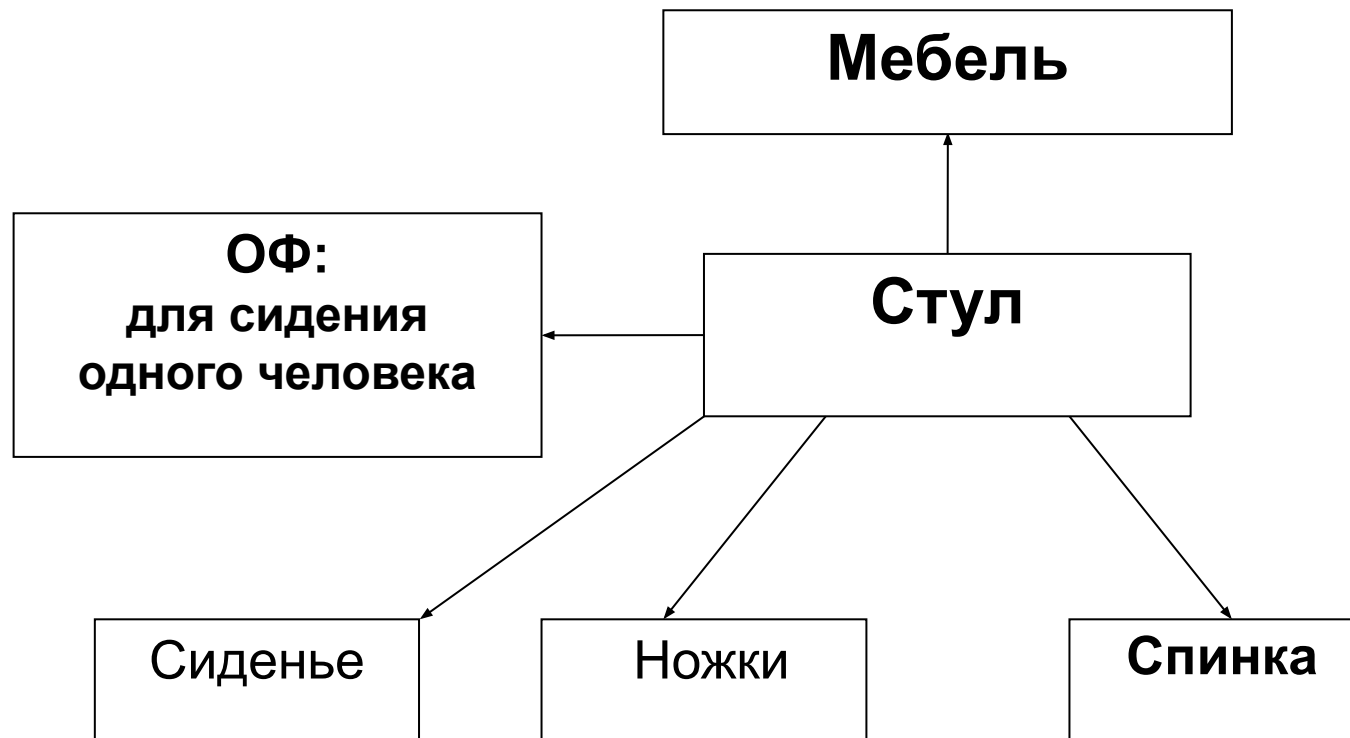 Мебель
ОФ:
для сидения
одного человека
Стул
Сиденье
Ножки
Спинка